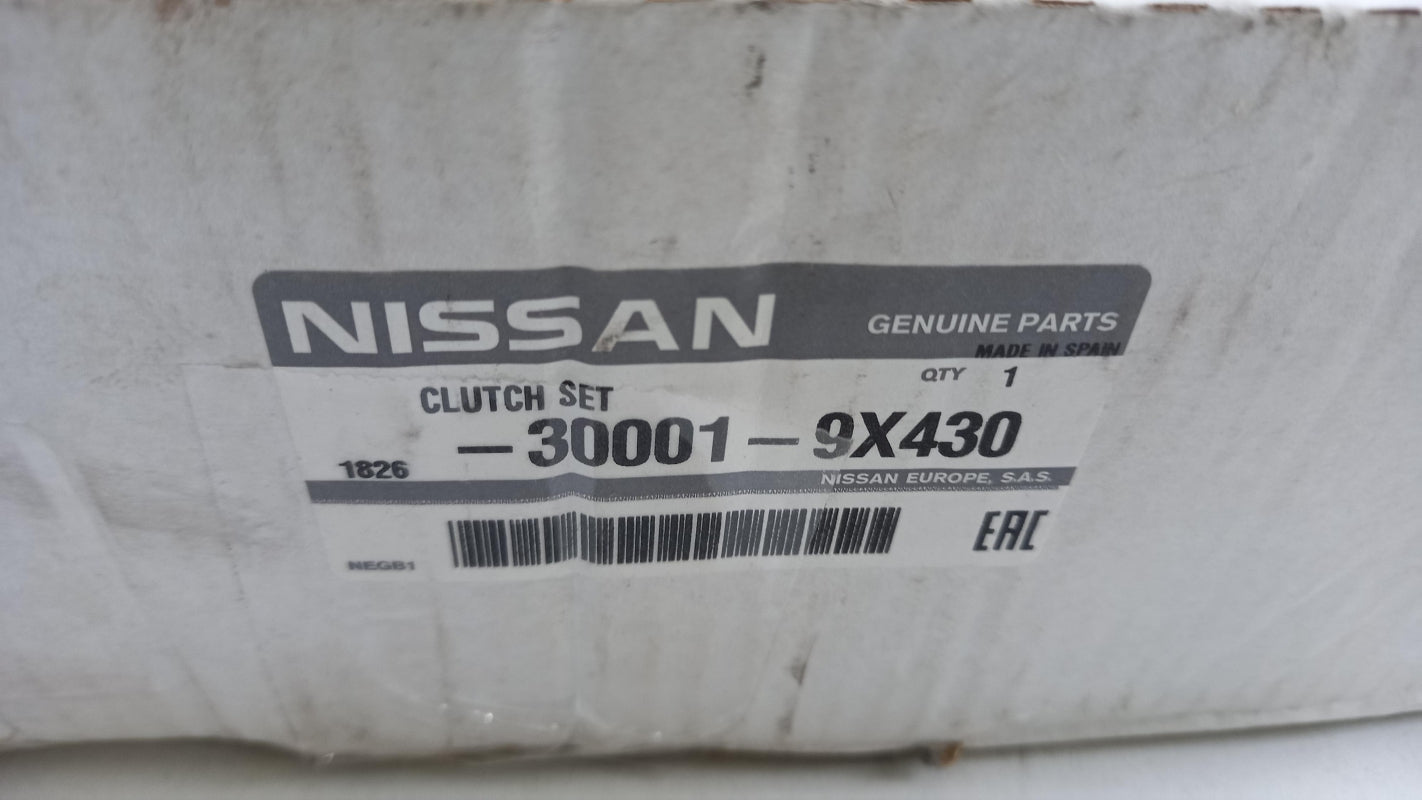 NISSAN
GENUINE PARTS
MADE IN SPAIN
QTY 1
CLUTCH SET
–30001–9X430
1826
NISSAN EUROPE, S.A.S.
EAC
NEGB1